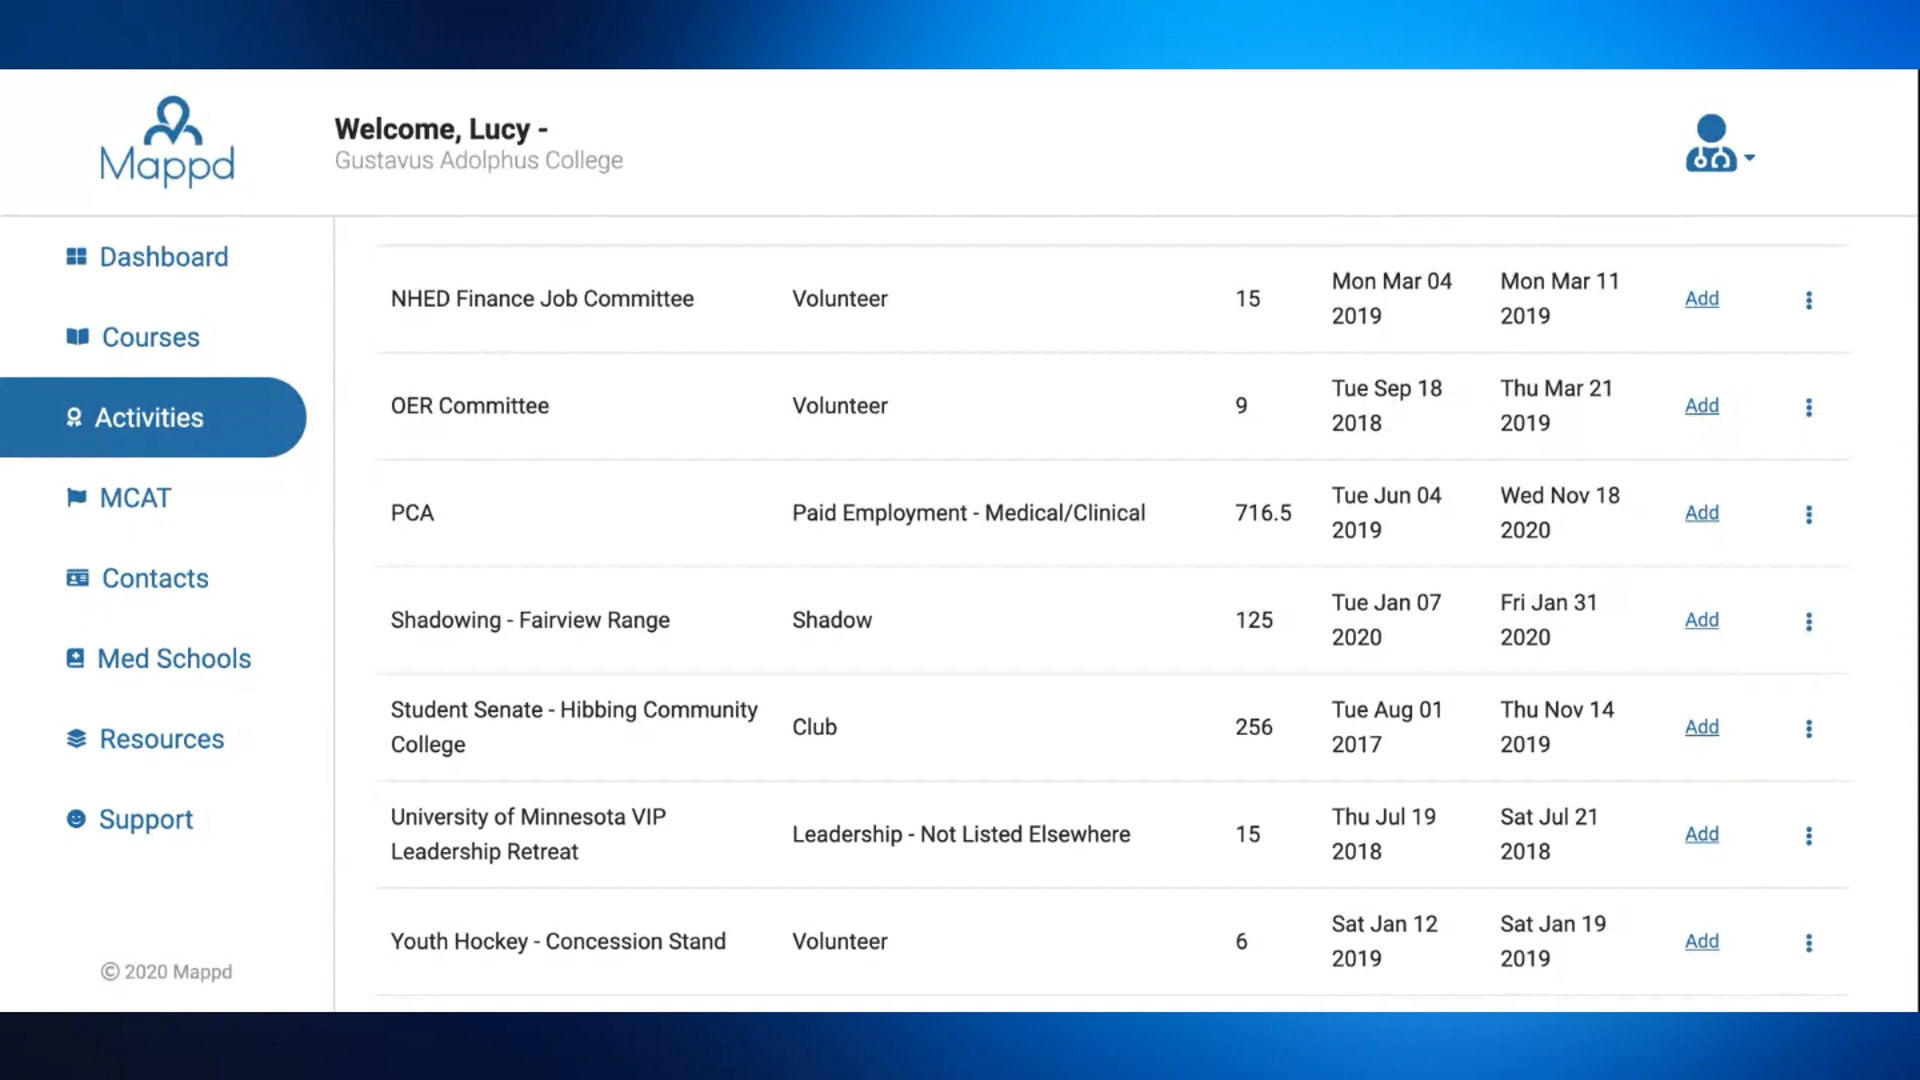 Mappd
Welcome, Lucy -
Gustavus Adolphus College
Dashboard
Courses
Activities
MCAT
Contacts
Med Schools
Resources
Support
© 2020 Mappd
NHED Finance Job Committee Volunteer 15 Mon Mar 04 Mon Mar 11 Add
2019 2019
OER Committee Volunteer 9 Tue Sep 18 Thu Mar 21 Add
2018 2019
PCA Paid Employment - Medical/Clinical 716.5 Tue Jun 04 Wed Nov 18 Add
2019 2020
Shadowing - Fairview Range Shadow 125 Tue Jan 07 Fri Jan 31 Add
2020 2020
Student Senate - Hibbing Community Club 256 Tue Aug 01 Thu Nov 14 Add
College 2017 2019
University of Minnesota VIP Leadership - Not Listed Elsewhere 15 Thu Jul 19 Sat Jul 21 Add
Leadership Retreat 2018 2018
Youth Hockey - Concession Stand Volunteer 6 Sat Jan 12 Sat Jan 19 Add
2019 2019